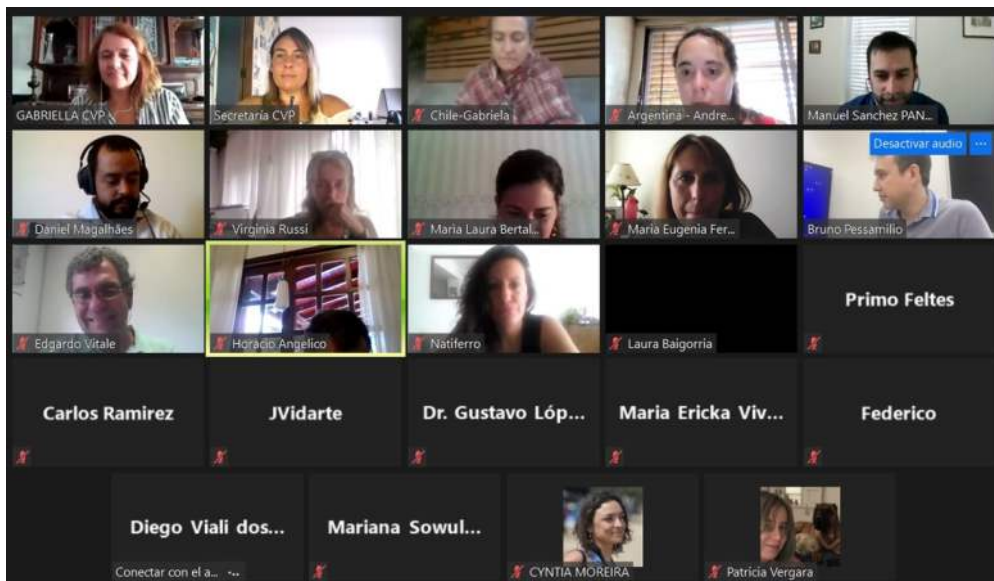 GABRIELLA CVP
Secretaría CVP
Chile-Gabriela
Argentina - Andre...
Manuel Sanchez PAN...
Desactivar audio ...
Daniel Magalhães
Virginia Russi
Maria Laura Bertal...
Maria Eugenia Fer...
Bruno Pessamilio
Edgardo Vitale
Horacio Angelico
Natiferro
Laura Baigorria
Primo Feltes
Carlos Ramirez
JVidarte
Dr. Gustavo Lóp...
Maria Ericka Viv...
Federico
Diego Viali dos...
Conectar con el a...
Mariana Sowul...
CYNTIA MOREIRA
Patricia Vergara